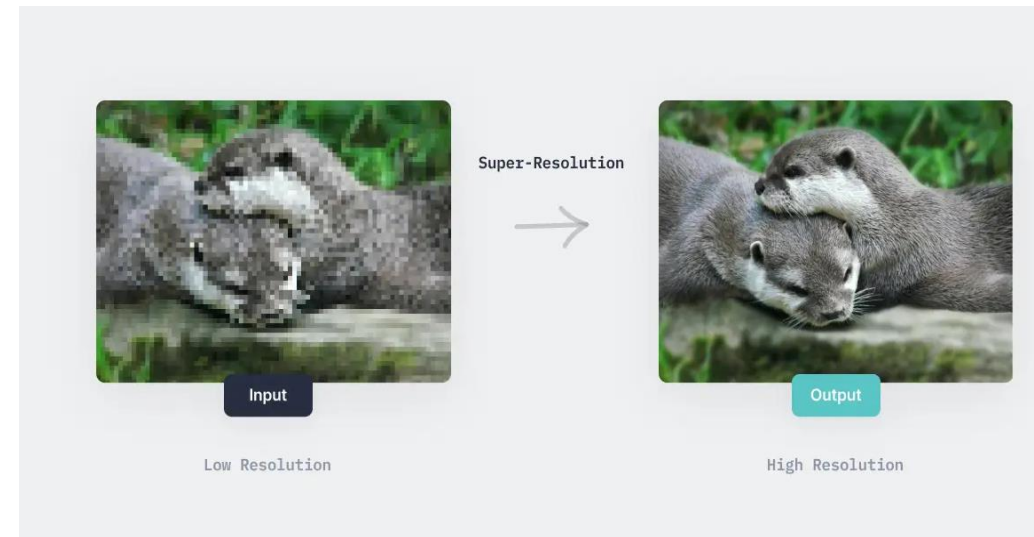 Super-Resolution
Input
Output
Low Resolution
High Resolution